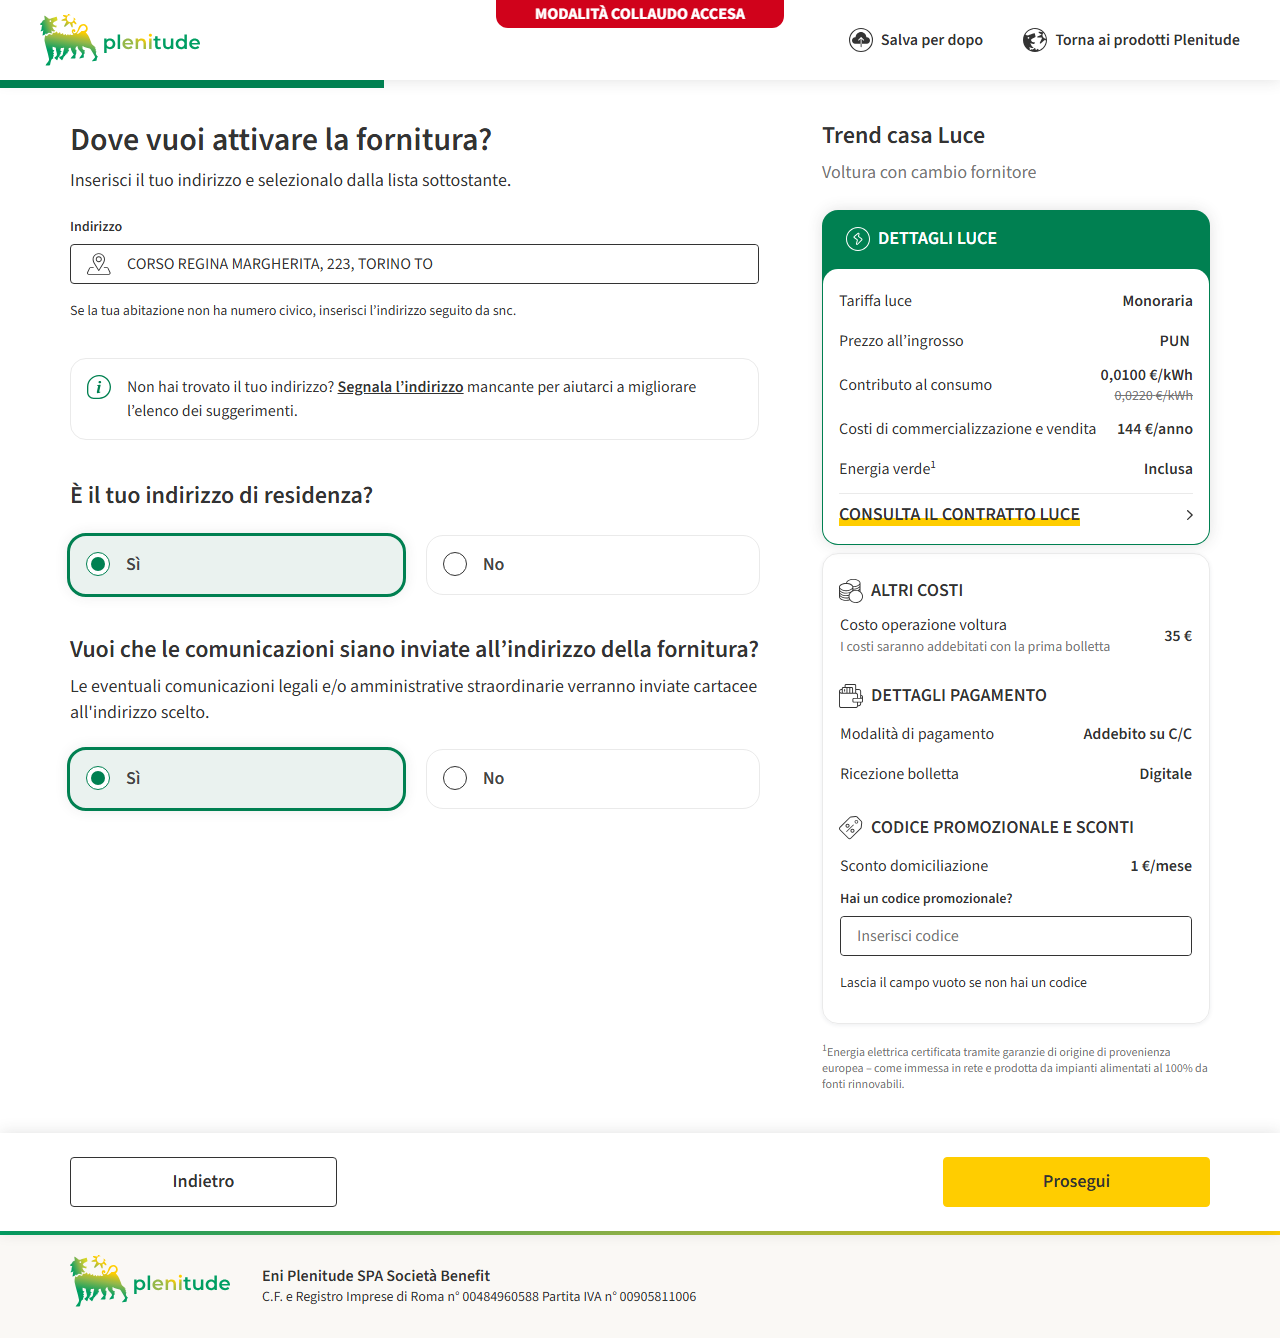 MODALITÀ COLLAUDO ACCESA
plenitude
Salva per dopo
Torna ai prodotti Plenitude
Dove vuoi attivare la fornitura?
Inserisci il tuo indirizzo e selezionalo dalla lista sottostante.
Indirizzo
CORSO REGINA MARGHERITA, 223, TORINO TO
Se la tua abitazione non ha numero civico, inserisci l’indirizzo seguito da snc.
Non hai trovato il tuo indirizzo? Segnala l’indirizzo mancante per aiutarci a migliorare
l’elenco dei suggerimenti.
È il tuo indirizzo di residenza?
Sì
No
Vuoi che le comunicazioni siano inviate all’indirizzo della fornitura?
Le eventuali comunicazioni legali e/o amministrative straordinarie verranno inviate cartacee
all'indirizzo scelto.
Sì
No
Trend casa Luce
Voltura con cambio fornitore
DETTAGLI LUCE
Tariffa luce
Monoraria
Prezzo all’ingrosso
PUN
Contributo al consumo
0,0100 €/kWh
0,0220 €/kWh
Costi di commercializzazione e vendita
144 €/anno
Energia verde1
Inclusa
CONSULTA IL CONTRATTO LUCE
ALTRI COSTI
Costo operazione voltura
I costi saranno addebitati con la prima bolletta
35 €
DETTAGLI PAGAMENTO
Modalità di pagamento
Addebito su C/C
Ricezione bolletta
Digitale
CODICE PROMOZIONALE E SCONTI
Sconto domiciliazione
1 €/mese
Hai un codice promozionale?
Inserisci codice
Lascia il campo vuoto se non hai un codice
1Energia elettrica certificata tramite garanzie di origine di provenienza
europea – come immessa in rete e prodotta da impianti alimentati al 100% da
fonti rinnovabili.
Indietro
Prosegui
plenitude
Eni Plenitude SPA Società Benefit
C.F. e Registro Imprese di Roma n° 00484960588 Partita IVA n° 00905811006